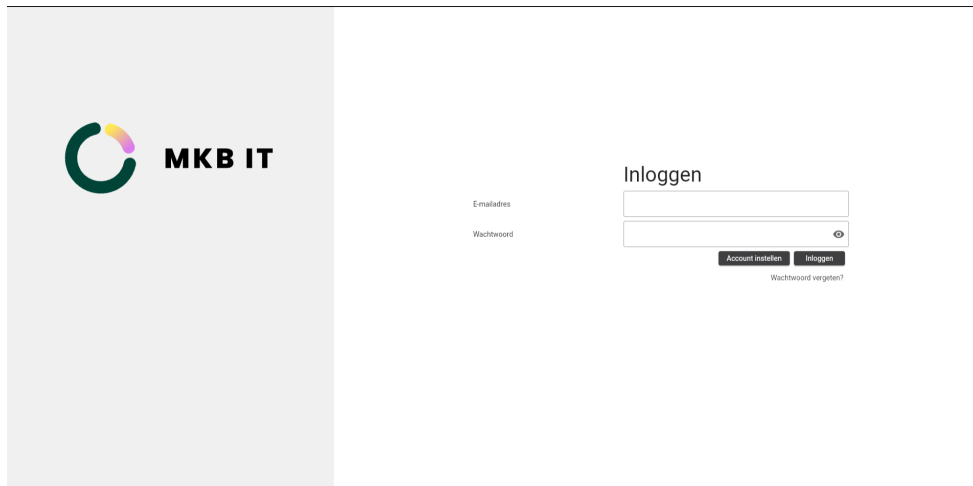 MKB IT
Inloggen
E-mailadres
Wachtwoord
Account instellen Inloggen
Wachtwoord vergeten?